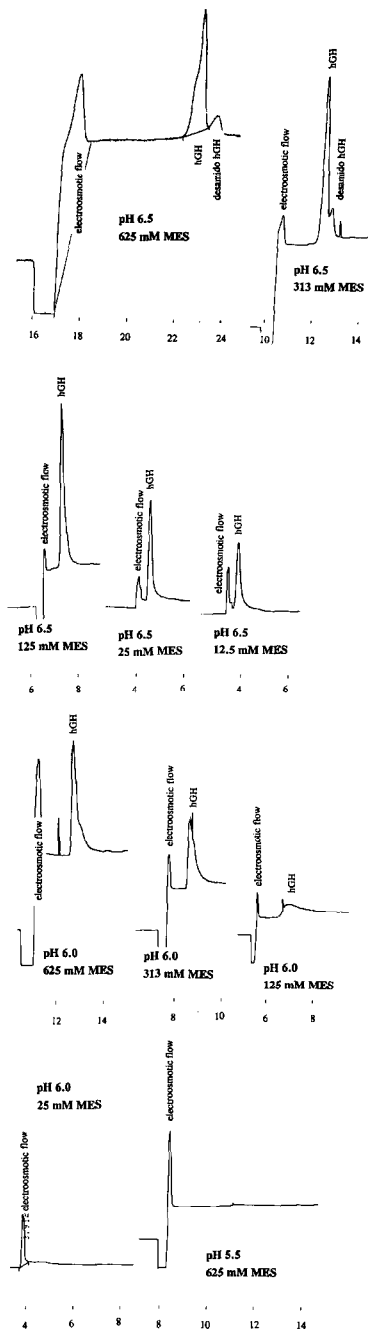 electroosmotic flow
hGH
desamido hGH
pH 6.5
625 mM MES
16 18 20 22 24
electroosmotic flow
hGH
desamido hGH
pH 6.5
313 mM MES
10 12 14
electroosmotic flow
hGH
pH 6.5
125 mM MES
6 8
electroosmotic flow
hGH
pH 6.5
25 mM MES
4 6
electroosmotic flow
hGH
pH 6.5
12.5 mM MES
4 6
electroosmotic flow
hGH
pH 6.0
625 mM MES
12 14
electroosmotic flow
hGH
pH 6.0
313 mM MES
8 10
electroosmotic flow
hGH
pH 6.0
125 mM MES
6 8
pH 6.0
25 mM MES
electroosmotic flow
4 6 8
electroosmotic flow
pH 5.5
625 mM MES
8 10 12 14